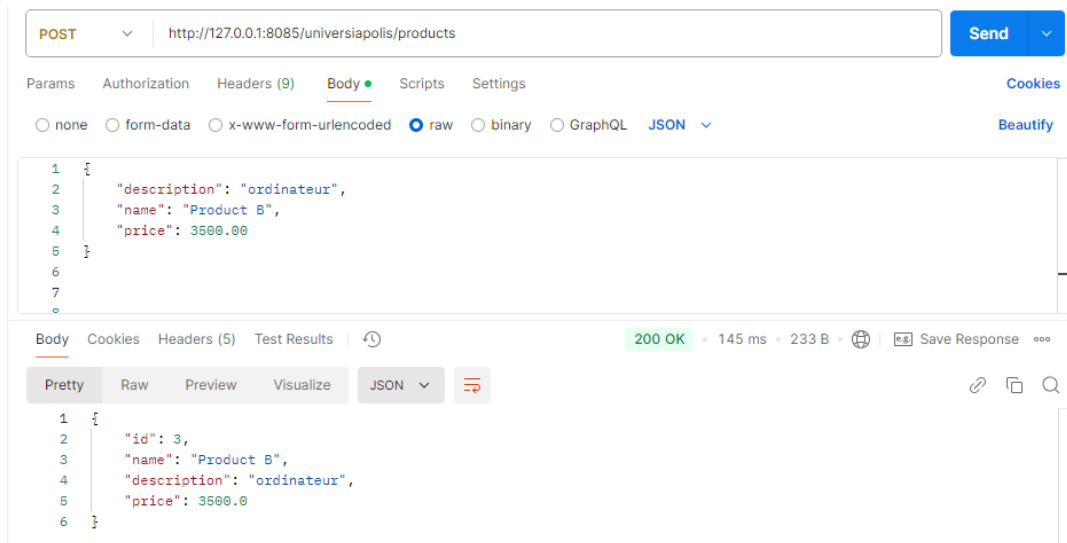 POST http://127.0.0.1:8085/universiapolis/products Send
Params Authorization Headers (9) Body Scripts Settings Cookies
none form-data x-www-form-urlencoded raw binary GraphQL JSON Beautify
1 {
2 "description": "ordinateur",
3 "name": "Product B",
4 "price": 3500.00
5 }
6
7
Body Cookies Headers (5) Test Results 200 OK 145 ms 233 B e.g. Save Response
Pretty Raw Preview Visualize JSON
1 {
2 "id": 3,
3 "name": "Product B",
4 "description": "ordinateur",
5 "price": 3500.0
6 }